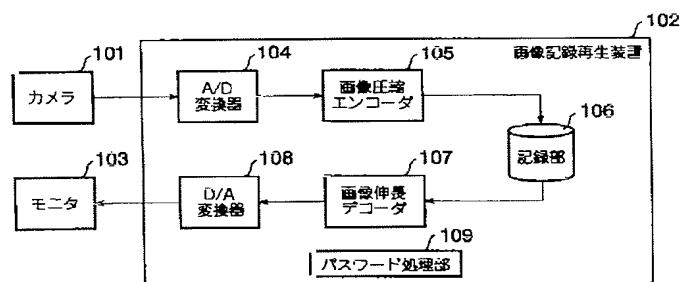 102
画像記録再生装置
101
カメラ
104
A/D
変換器
105
画像圧縮
エンコーダ
106
記録部
103
モニタ
108
D/A
変換器
107
画像伸長
デコーダ
109
パスワード処理部